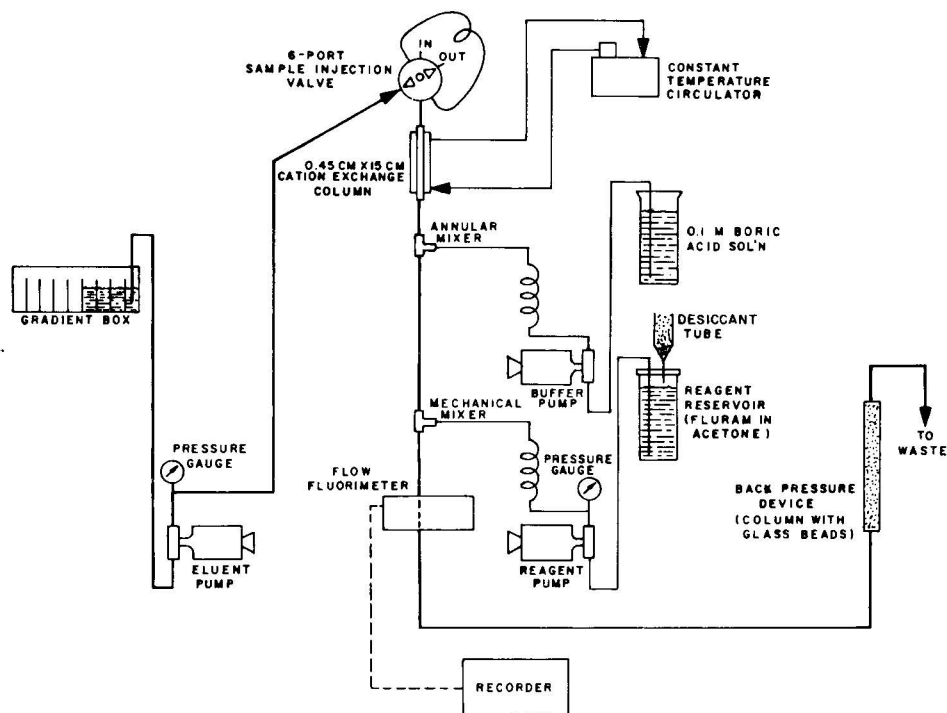 6-PORT
SAMPLE INJECTION
VALVE
IN
OUT
CONSTANT
TEMPERATURE
CIRCULATOR
0.45 CM X 15 CM
CATION EXCHANGE
COLUMN
ANNULAR
MIXER
0.1 M BORIC
ACID SOL'N
GRADIENT BOX
DESICCANT
TUBE
BUFFER
PUMP
REAGENT
RESERVOIR
(FLURAM IN
ACETONE)
MECHANICAL
MIXER
TO
WASTE
PRESSURE
GAUGE
PRESSURE
GAUGE
FLOW
FLUORIMETER
BACK PRESSURE
DEVICE
(COLUMN WITH
GLASS BEADS)
ELUENT
PUMP
REAGENT
PUMP
RECORDER